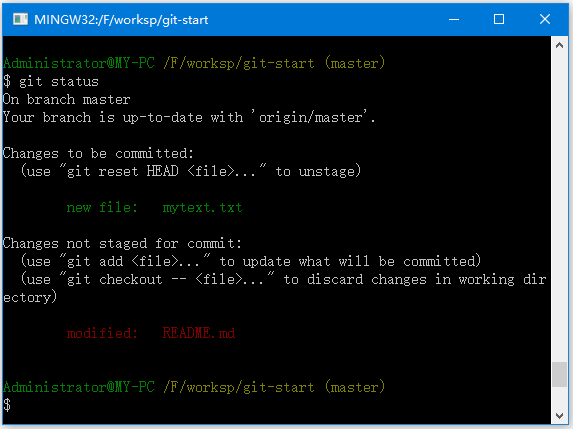 MINGW32:/F/worksp/git-start
Administrator@MY-PC /F/worksp/git-start (master)
$ git status
On branch master
Your branch is up-to-date with 'origin/master'.
Changes to be committed:
(use "git reset HEAD <file>..." to unstage)
new file: mytext.txt
Changes not staged for commit:
(use "git add <file>..." to update what will be committed)
(use "git checkout -- <file>..." to discard changes in working dir
ectory)
modified: README.md
Administrator@MY-PC /F/worksp/git-start (master)
$